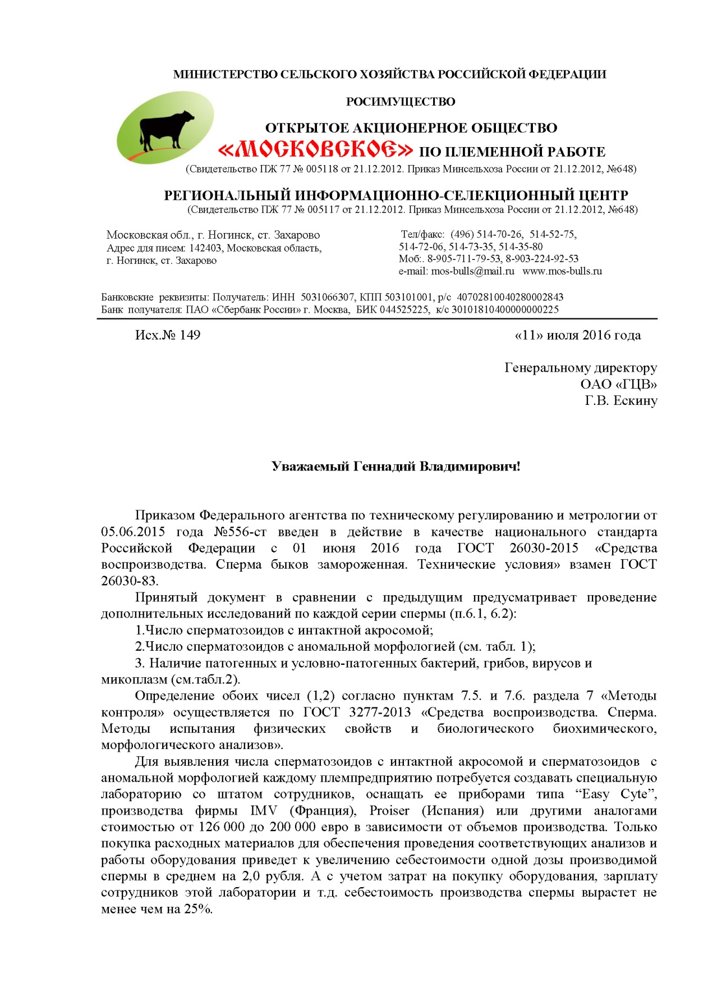 МИНИСТЕРСТВО СЕЛЬСКОГО ХОЗЯЙСТВА РОССИЙСКОЙ ФЕДЕРАЦИИ
РОСИМУЩЕСТВО
ОТКРЫТОЕ АКЦИОНЕРНОЕ ОБЩЕСТВО
«МОСКОВСКОЕ» ПО ПЛЕМЕННОЙ РАБОТЕ
(Свидетельство ПЖ 77 № 005118 от 21.12.2012. Приказ Минсельхоза России от 21.12.2012, №648)
РЕГИОНАЛЬНЫЙ ИНФОРМАЦИОННО-СЕЛЕКЦИОННЫЙ ЦЕНТР
(Свидетельство ПЖ 77 № 005117 от 21.12.2012. Приказ Минсельхоза России от 21.12.2012, №648)
Московская обл., г. Ногинск, ст. Захарово
Адрес для писем: 142403, Московская область,
г. Ногинск, ст. Захарово
Тел/факс: (496) 514-70-26, 514-52-75,
514-72-06, 514-73-35, 514-35-80
Моб:. 8-905-711-79-53, 8-903-224-92-53
e-mail: mos-bulls@mail.ru www.mos-bulls.ru
Банковские реквизиты: Получатель: ИНН 5031066307, КПП 503101001, р/с 40702810040280002843
Банк получателя: ПАО «Сбербанк России» г. Москва, БИК 044525225, к/с 30101810400000000225
Исх.№ 149 «11» июля 2016 года
Генеральному директору
ОАО «ГЦВ»
Г.В. Ескину
Уважаемый Геннадий Владимирович!
Приказом Федерального агентства по техническому регулированию и метрологии от
05.06.2015 года №556-ст введен в действие в качестве национального стандарта
Российской Федерации с 01 июня 2016 года ГОСТ 26030-2015 «Средства
воспроизводства. Сперма быков замороженная. Технические условия» взамен ГОСТ
26030-83.
Принятый документ в сравнении с предыдущим предусматривает проведение
дополнительных исследований по каждой серии спермы (п.6.1, 6.2):
1.Число сперматозоидов с интактной акросомой;
2.Число сперматозоидов с аномальной морфологией (см. табл. 1);
3. Наличие патогенных и условно-патогенных бактерий, грибов, вирусов и
микоплазм (см.табл.2).
Определение обоих чисел (1,2) согласно пунктам 7.5. и 7.6. раздела 7 «Методы
контроля» осуществляется по ГОСТ 3277-2013 «Средства воспроизводства. Сперма.
Методы испытания физических свойств и биологического биохимического,
морфологического анализов».
Для выявления числа сперматозоидов с интактной акросомой и сперматозоидов с
аномальной морфологией каждому племпредприятию потребуется создавать специальную
лабораторию со штатом сотрудников, оснащать ее приборами типа “Easy Cyte”,
производства фирмы IMV (Франция), Proiser (Испания) или другими аналогами
стоимостью от 126 000 до 200 000 евро в зависимости от объемов производства. Только
покупка расходных материалов для обеспечения проведения соответствующих анализов и
работы оборудования приведет к увеличению себестоимости одной дозы производимой
спермы в среднем на 2,0 рубля. А с учетом затрат на покупку оборудования, зарплату
сотрудников этой лаборатории и т.д. себестоимость производства спермы вырастет не
менее чем на 25%.